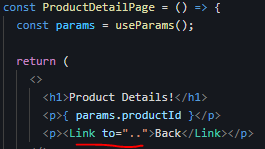 const ProductDetailPage = () => {
const params = useParams();
return (
<>
<h1>Product Details!</h1>
<p>{ params.productId }</p>
<p><Link to="..">Back</Link></p>
</>